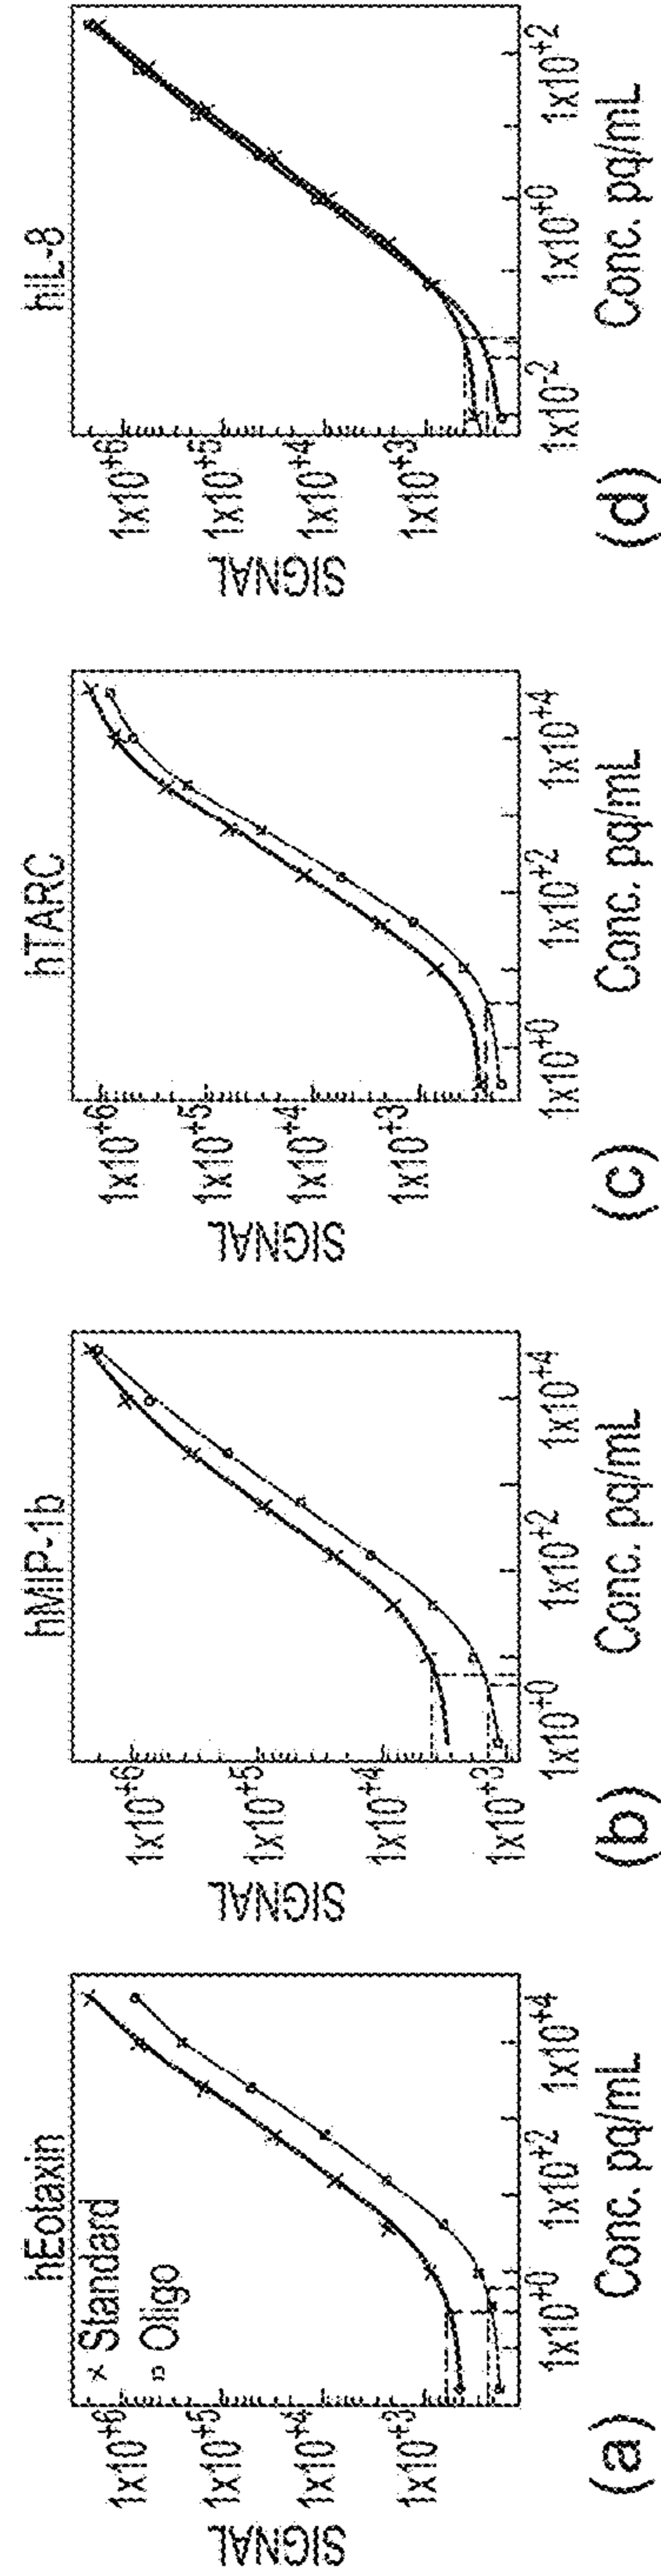 hEotaxin
x Standard
▫ Oligo
SIGNAL
1x10+6
1x10+5
1x10+4
1x10+3
1x10+0
1x10+2
1x10+4
Conc. pq/mL
(a)
hMIP-1b
SIGNAL
1x10+6
1x10+5
1x10+4
1x10+3
1x10+0
1x10+2
1x10+4
Conc. pq/mL
(b)
hTARC
SIGNAL
1x10+6
1x10+5
1x10+4
1x10+3
1x10+0
1x10+2
1x10+4
Conc. pq/mL
(c)
hIL-8
SIGNAL
1x10+6
1x10+5
1x10+4
1x10+3
1x10-2
1x10+0
1x10+2
Conc. pq/mL
(d)